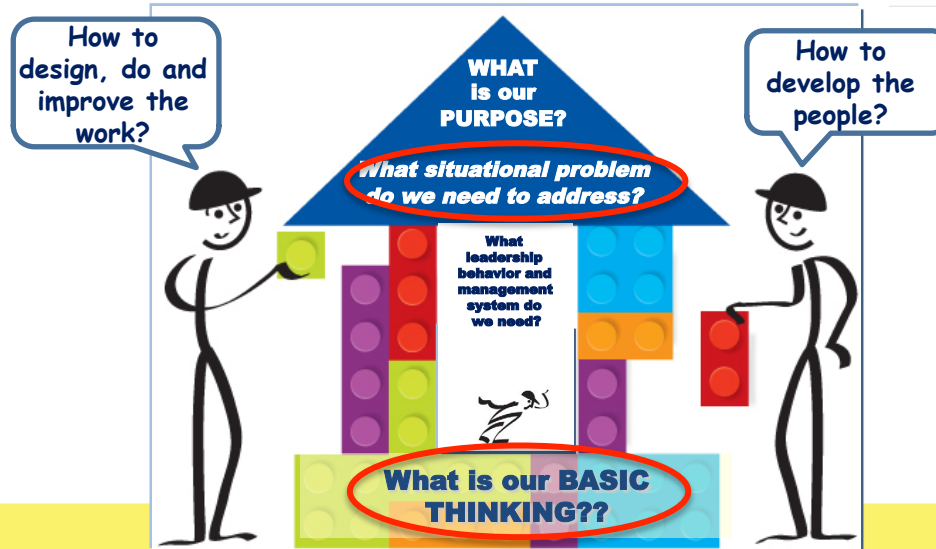 How to
design, do and
improve the
work?
How to
develop the
people?
WHAT
is our
PURPOSE?
What situational problem
do we need to address?
What
leadership
behavior and
management
system do
we need?
What is our BASIC
THINKING??